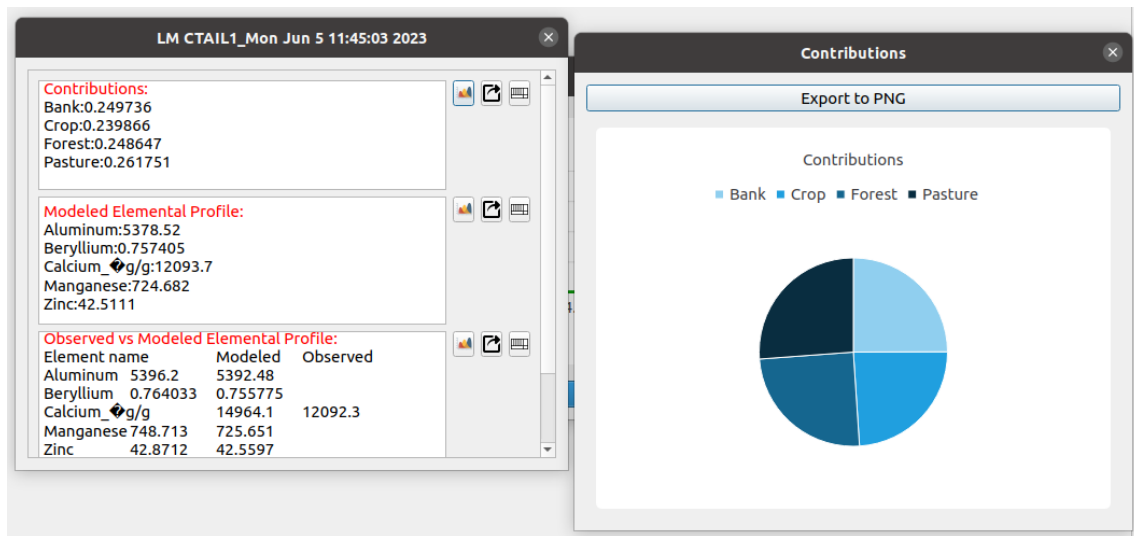 LM CTAIL1_Mon Jun 5 11:45:03 2023
Contributions:
Bank:0.249736
Crop:0.239866
Forest:0.248647
Pasture:0.261751
Modeled Elemental Profile:
Aluminum:5378.52
Beryllium:0.757405
Calcium_�g/g:12093.7
Manganese:724.682
Zinc:42.5111
Observed vs Modeled Elemental Profile:
Element name Modeled Observed
Aluminum 5396.2 5392.48
Beryllium 0.764033 0.755775
Calcium_�g/g 14964.1 12092.3
Manganese 748.713 725.651
Zinc 42.8712 42.5597
Contributions
Export to PNG
Contributions
Bank Crop Forest Pasture